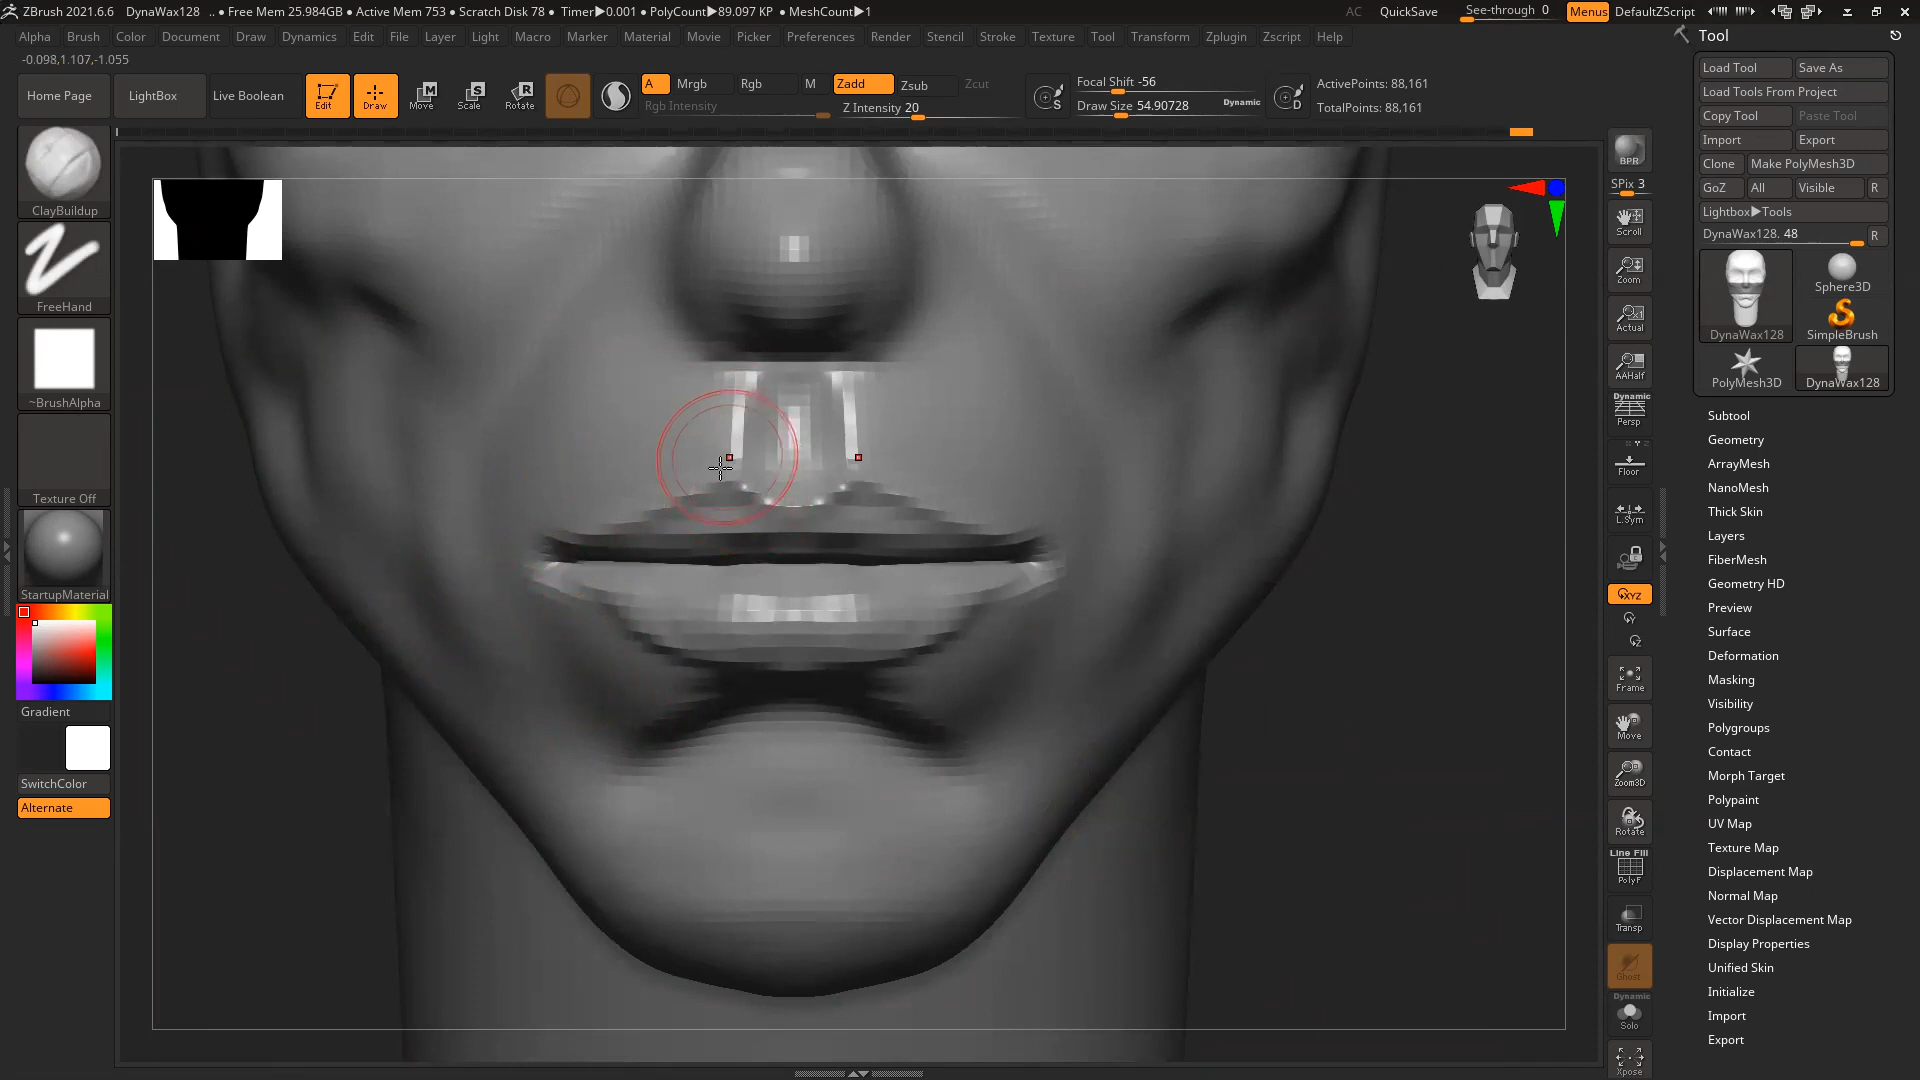 ZBrush 2021.6.6 DynaWax128 .. ● Free Mem 25.984GB ● Active Mem 753 ● Scratch Disk 78 ● Timer▶0.001 ● PolyCount▶89.097 KP ● MeshCount▶1 AC QuickSave See-through 0 Menus DefaultZScript
Alpha Brush Color Document Draw Dynamics Edit File Layer Light Macro Marker Material Movie Picker Preferences Render Stencil Stroke Texture Tool Transform Zplugin Zscript Help
-0.098,1.107,-1.055
Home Page LightBox Live Boolean Edit Draw Move Scale Rotate
A Mrgb Rgb M Zadd Zsub Zcut
Rgb Intensity Z Intensity 20
Focal Shift -56
Draw Size 54.90728 Dynamic
ActivePoints: 88,161
TotalPoints: 88,161
ClayBuildup
FreeHand
~BrushAlpha
Texture Off
StartupMaterial
Gradient
SwitchColor
Alternate
BPR
SPix 3
Scroll
Zoom
Actual
AAHalf
Dynamic
Persp
Floor
L.Sym
XYZ
Y
Z
Frame
Move
Zoom3D
Rotate
Line Fill
PolyF
Transp
Ghost
Dynamic
Solo
Xpose
Tool
Load Tool Save As
Load Tools From Project
Copy Tool Paste Tool
Import Export
Clone Make PolyMesh3D
GoZ All Visible R
Lightbox▶Tools
DynaWax128. 48 R
DynaWax128
Sphere3D
SimpleBrush
PolyMesh3D
DynaWax128
Subtool
Geometry
ArrayMesh
NanoMesh
Thick Skin
Layers
FiberMesh
Geometry HD
Preview
Surface
Deformation
Masking
Visibility
Polygroups
Contact
Morph Target
Polypaint
UV Map
Texture Map
Displacement Map
Normal Map
Vector Displacement Map
Display Properties
Unified Skin
Initialize
Import
Export